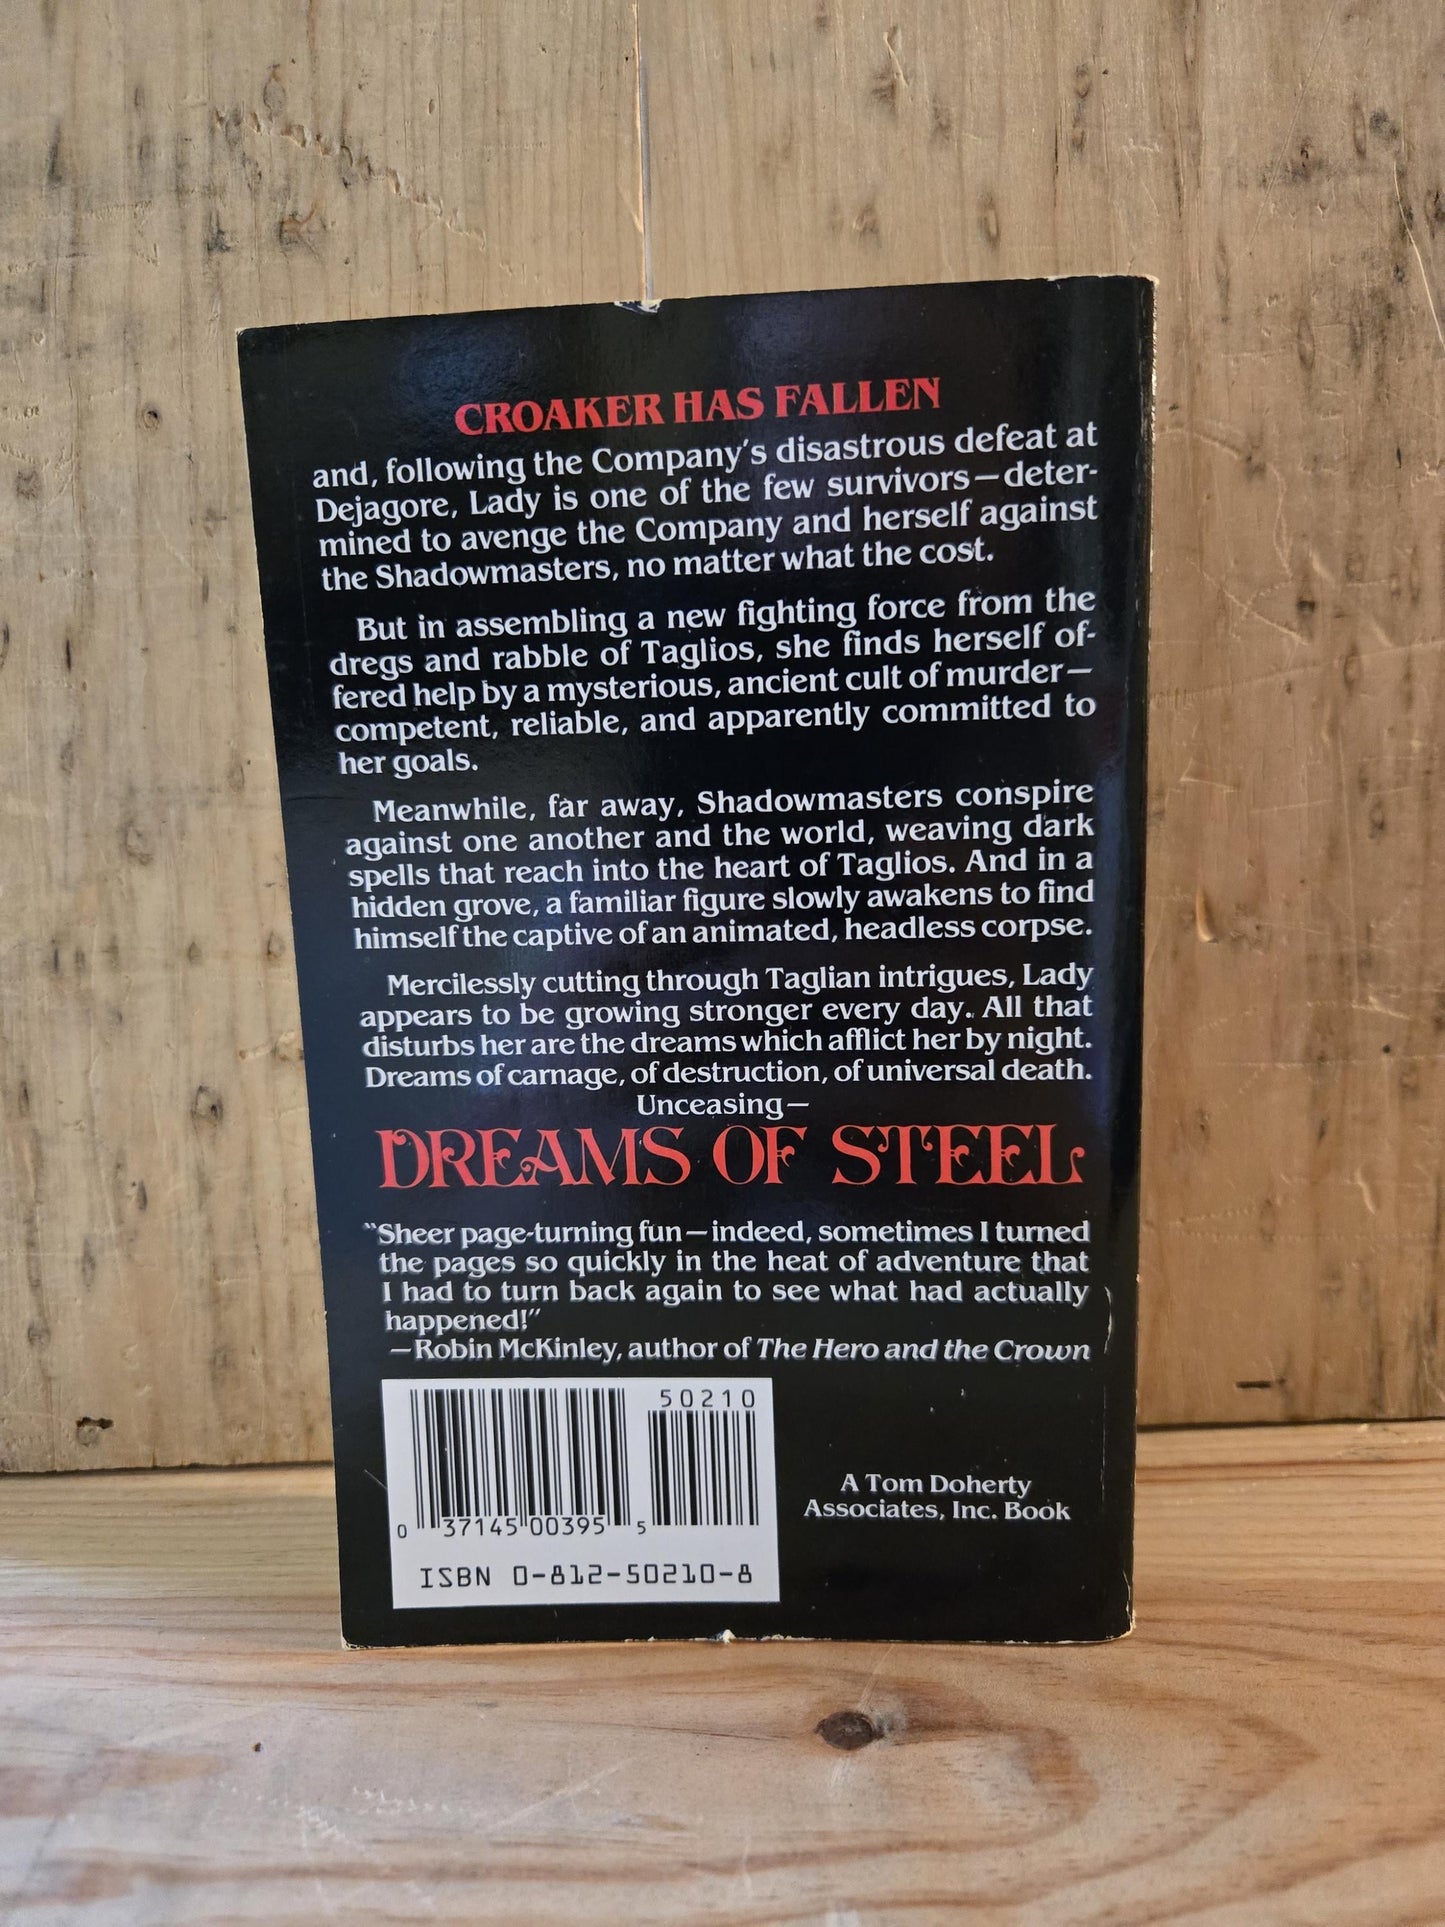 CROAKER HAS FALLEN
and, following the Company's disastrous defeat at
Dejagore, Lady is one of the few survivors—deter-
mined to avenge the Company and herself against
the Shadowmasters, no matter what the cost.
But in assembling a new fighting force from the
dregs and rabble of Taglios, she finds herself of-
fered help by a mysterious, ancient cult of murder—
competent, reliable, and apparently committed to
her goals.
Meanwhile, far away, Shadowmasters conspire
against one another and the world, weaving dark
spells that reach into the heart of Taglios. And in a
hidden grove, a familiar figure slowly awakens to find
himself the captive of an animated, headless corpse.
Mercilessly cutting through Taglian intrigues, Lady
appears to be growing stronger every day. All that
disturbs her are the dreams which afflict her by night.
Dreams of carnage, of destruction, of universal death.
Unceasing—
DREAMS OF STEEL
"Sheer page-turning fun—indeed, sometimes I turned
the pages so quickly in the heat of adventure that
I had to turn back again to see what had actually
happened!"
—Robin McKinley, author of The Hero and the Crown
50210
0 37145 00395 5
ISBN 0-812-50210-8
A Tom Doherty
Associates, Inc. Book